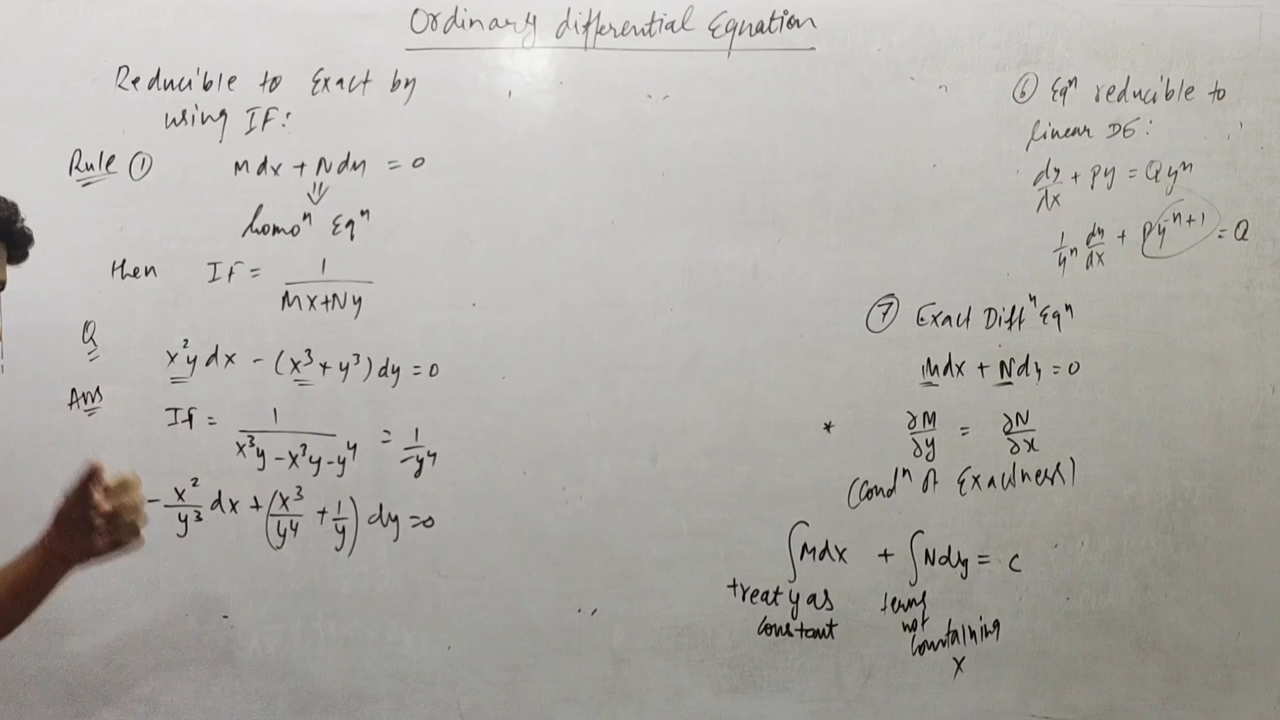 Ordinary differential Equation
Reducible to Exact by
using IF:
Rule ① Mdx + Ndy = 0
⇓
homoⁿ Eqⁿ
then IF = 1/(Mx+Ny)
Q
x²y dx - (x³ + y³) dy = 0
Ans
If = 1/(x³y - x³y - y⁴) = 1/-y⁴
- x²/y³ dx + (x³/y⁴ + 1/y) dy = 0
⑥ Eqⁿ reducible to
linear DE:
dy/dx + Py = Qyⁿ
1/yⁿ dy/dx + Py⁻ⁿ⁺¹ = Q
⑦ Exact Diffⁿ Eqⁿ
Mdx + Ndy = 0
* ∂M/∂y = ∂N/∂x
(Condⁿ of Exactness)
∫Mdx + ∫Ndy = c
treat y as terms
constant not
Containing
x